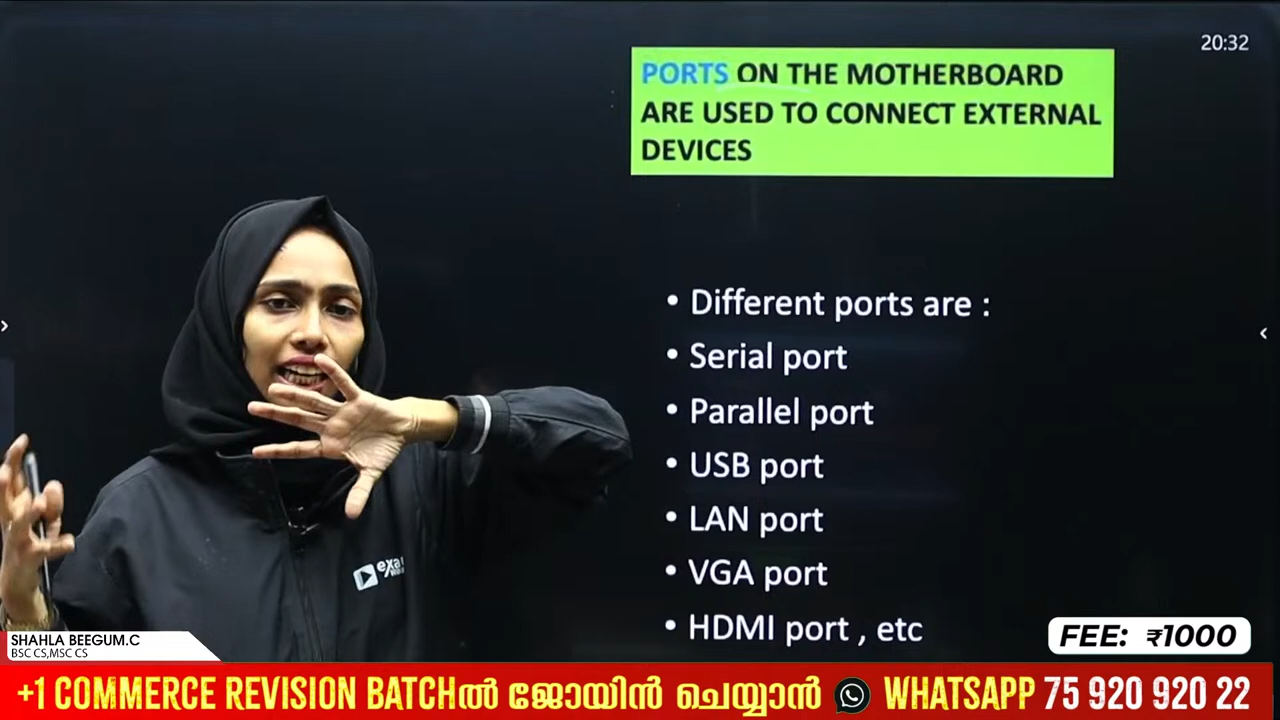 20:32
PORTS ON THE MOTHERBOARD
ARE USED TO CONNECT EXTERNAL
DEVICES
• Different ports are :
• Serial port
• Parallel port
• USB port
• LAN port
• VGA port
• HDMI port , etc
SHAHLA BEEGUM.C
BSC CS,MSC CS
FEE: ₹1000
+1 COMMERCE REVISION BATCHൽ ജോയിൻ ചെയ്യാൻ WHATSAPP 75 920 920 22